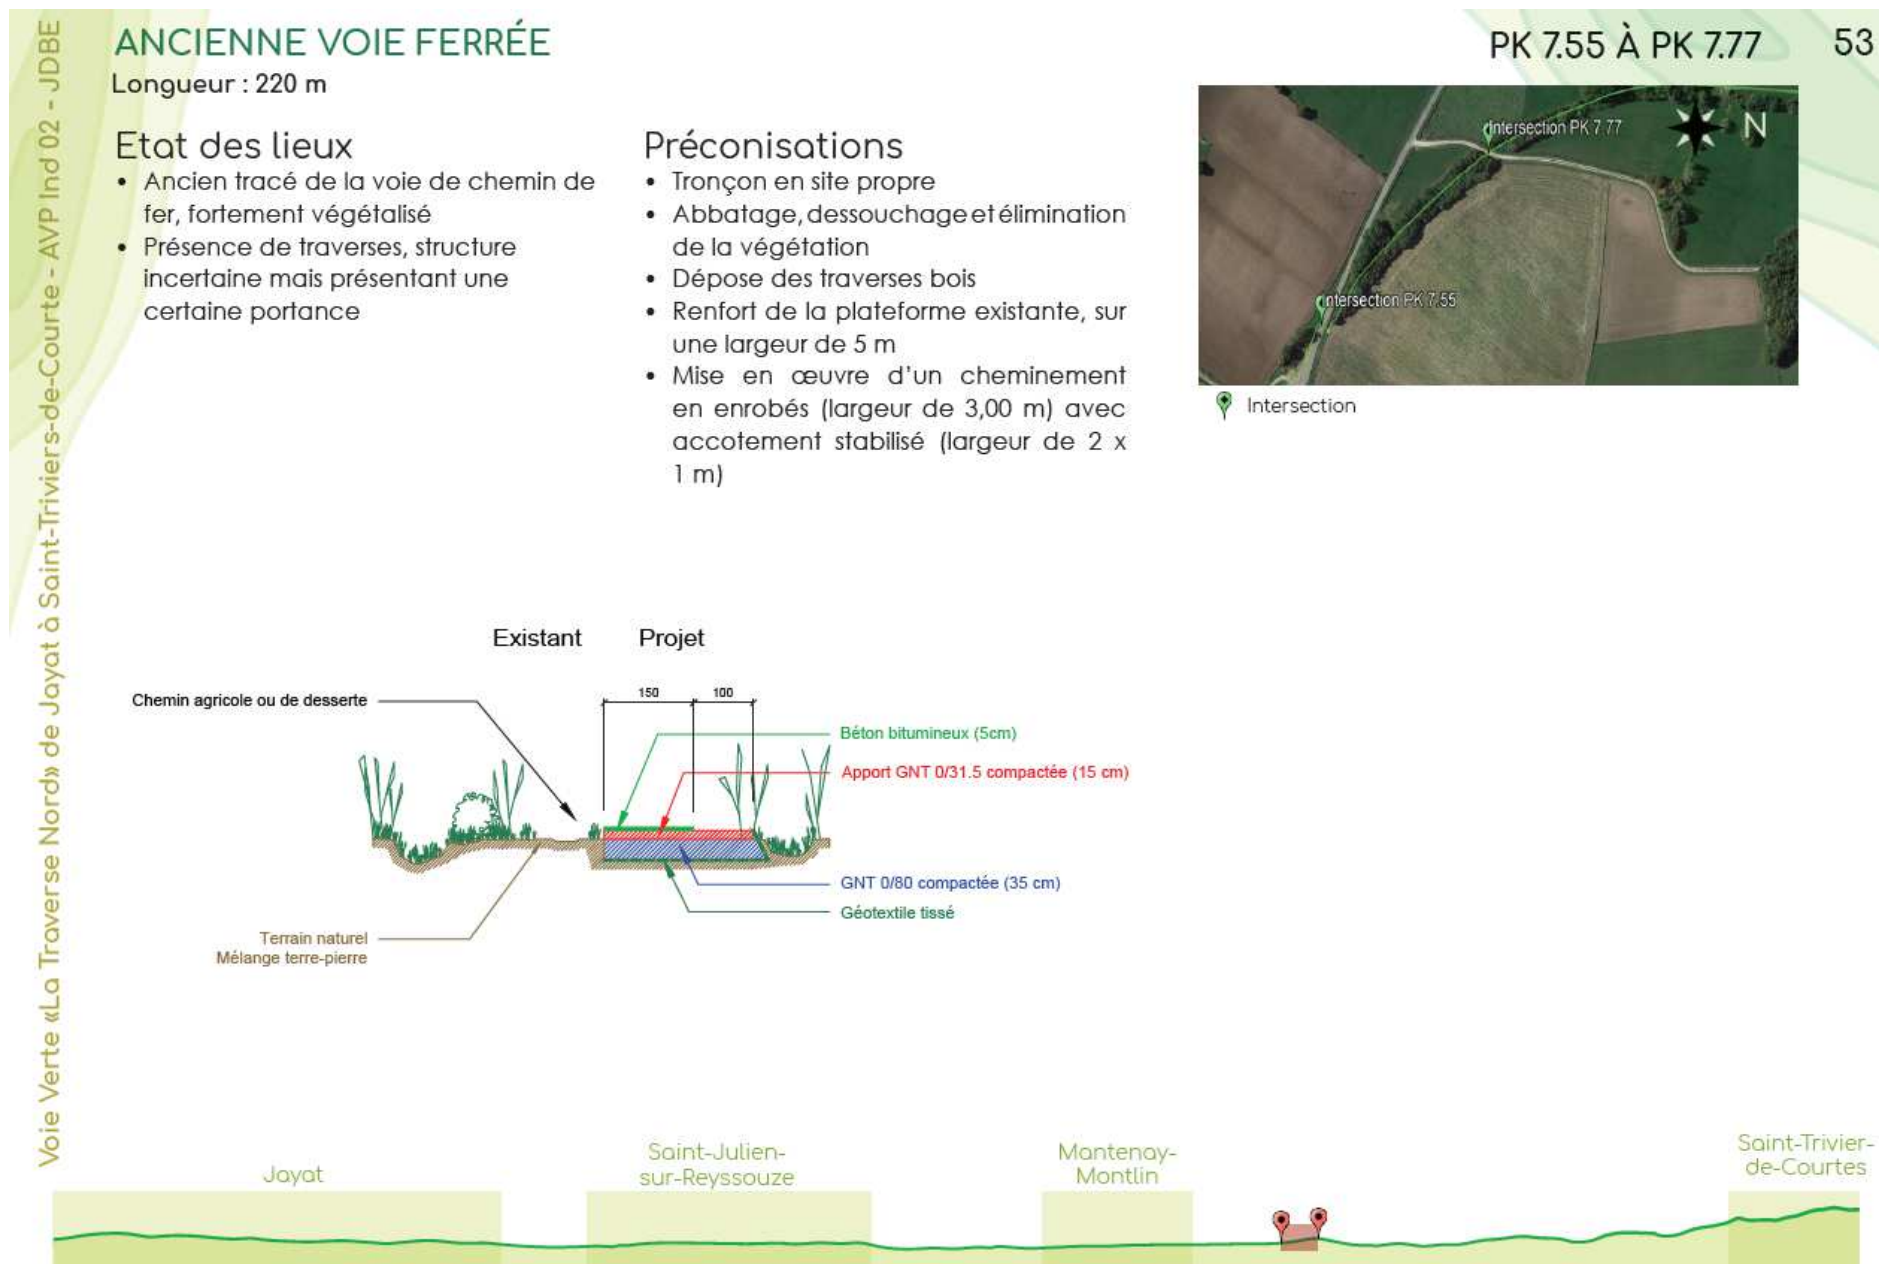 ANCIENNE VOIE FERRÉE
PK 7.55 À PK 7.77
53
Longueur : 220 m
Etat des lieux
• Ancien tracé de la voie de chemin de
fer, fortement végétalisé
• Présence de traverses, structure
incertaine mais présentant une
certaine portance
Préconisations
• Tronçon en site propre
• Abbatage, dessouchage et élimination
de la végétation
• Dépose des traverses bois
• Renfort de la plateforme existante, sur
une largeur de 5 m
• Mise en œuvre d'un cheminement
en enrobés (largeur de 3,00 m) avec
accotement stabilisé (largeur de 2 x
1 m)
Intersection PK 7.77
N
Intersection PK 7.55
Intersection
Voie Verte «La Traverse Nord» de Jayat à Saint-Triviers-de-Courte - AVP Ind 02 - JDBE
Existant
Projet
Chemin agricole ou de desserte
150
100
Béton bitumineux (5cm)
Apport GNT 0/31.5 compactée (15 cm)
GNT 0/80 compactée (35 cm)
Géotextile tissé
Terrain naturel
Mélange terre-pierre
Jayat
Saint-Julien-
sur-Reyssouze
Mantenay-
Montlin
Saint-Trivier-
de-Courtes